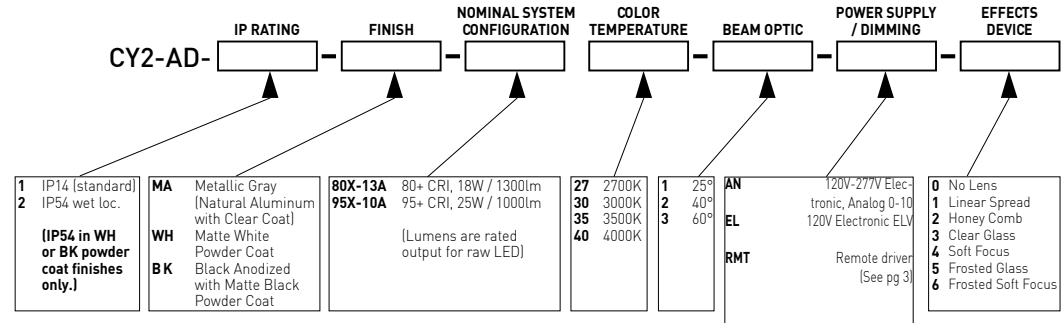 IP RATING
FINISH
NOMINAL SYSTEM
CONFIGURATION
COLOR
TEMPERATURE
BEAM OPTIC
POWER SUPPLY
/ DIMMING
EFFECTS
DEVICE
CY2-AD-
1 IP14 (standard)
2 IP54 wet loc.
(IP54 in WH
or BK powder
coat finishes
only.)
MA Metallic Gray
(Natural Aluminum
with Clear Coat)
WH Matte White
Powder Coat
BK Black Anodized
with Matte Black
Powder Coat
80X-13A 80+ CRI, 18W / 1300lm
95X-10A 95+ CRI, 25W / 1000lm
(Lumens are rated
output for raw LED)
27 2700K
30 3000K
35 3500K
40 4000K
1 25°
2 40°
3 60°
AN 120V-277V Elec-
tronic, Analog 0-10
EL 120V Electronic ELV
RMT Remote driver
(See pg 3)
0 No Lens
1 Linear Spread
2 Honey Comb
3 Clear Glass
4 Soft Focus
5 Frosted Glass
6 Frosted Soft Focus